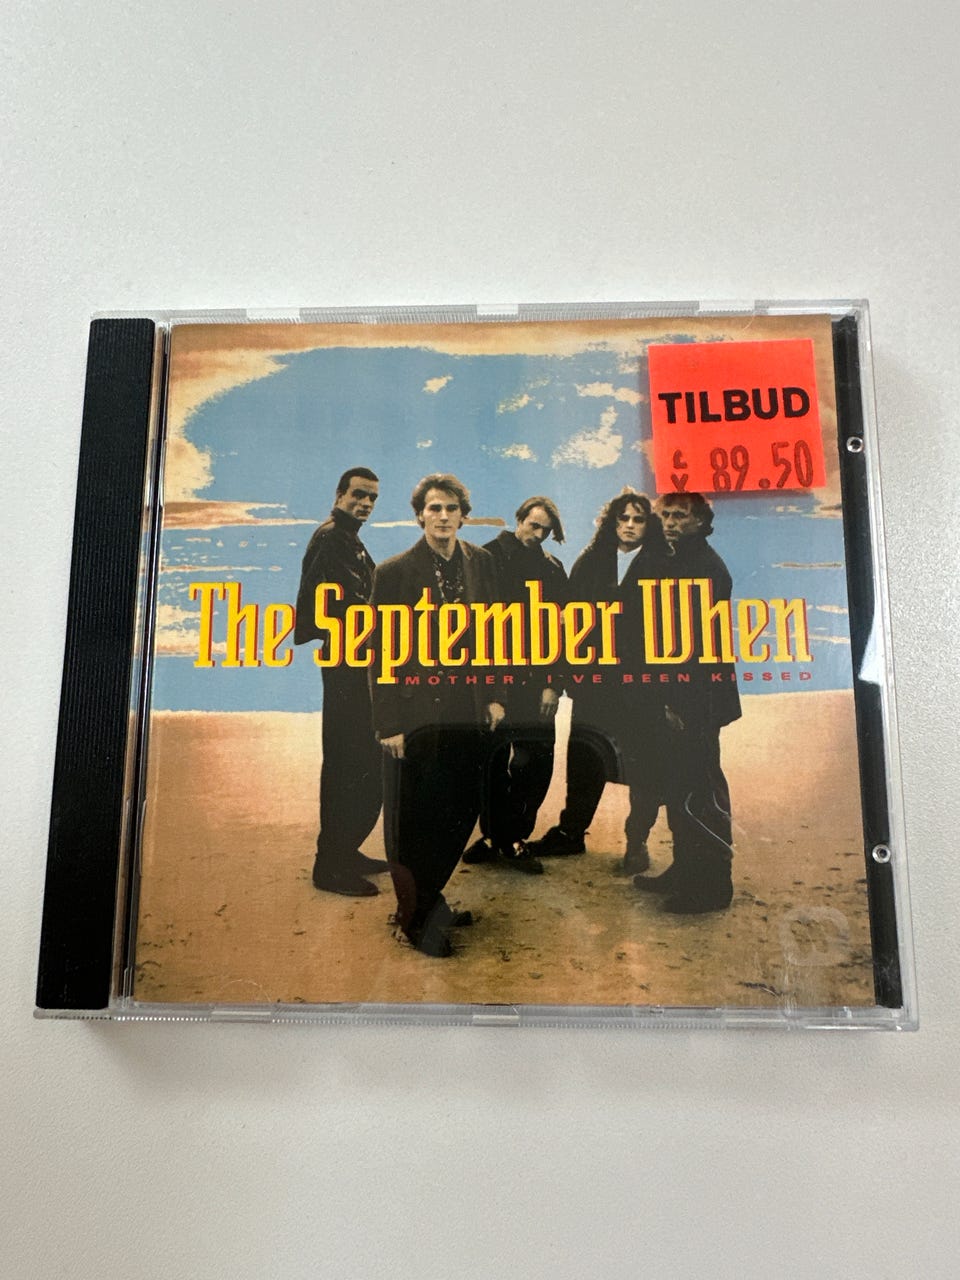 TILBUD
89.50
The September When
MOTHER, I'VE BEEN KISSED